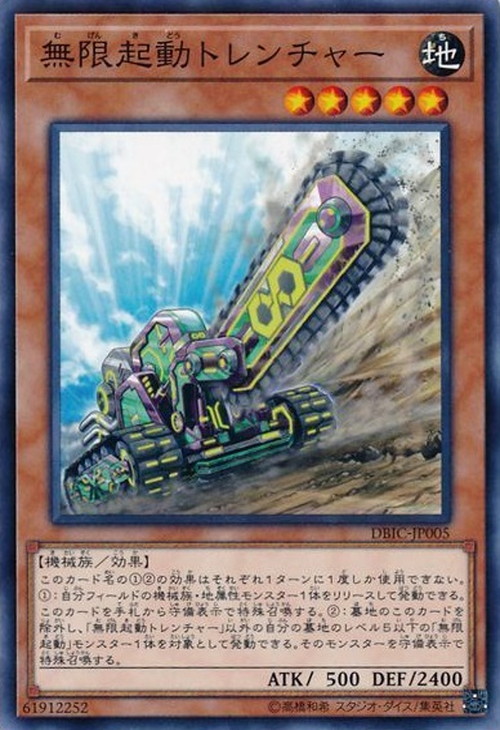 無限起動トレンチャー
地
DBIC-JP005
【機械族／効果】
このカード名の①②の効果はそれぞれ1ターンに1度しか使用できない。
①：自分フィールドの機械族・地属性モンスター1体をリリースして発動できる。
このカードを手札から守備表示で特殊召喚する。②：墓地のこのカードを
除外し、「無限起動トレンチャー」以外の自分の墓地のレベル5以下の「無限
起動」モンスター1体を対象として発動できる。そのモンスターを守備表示で
特殊召喚する。
ATK/ 500 DEF/2400
61912252
©高橋和希 スタジオ・ダイス/集英社